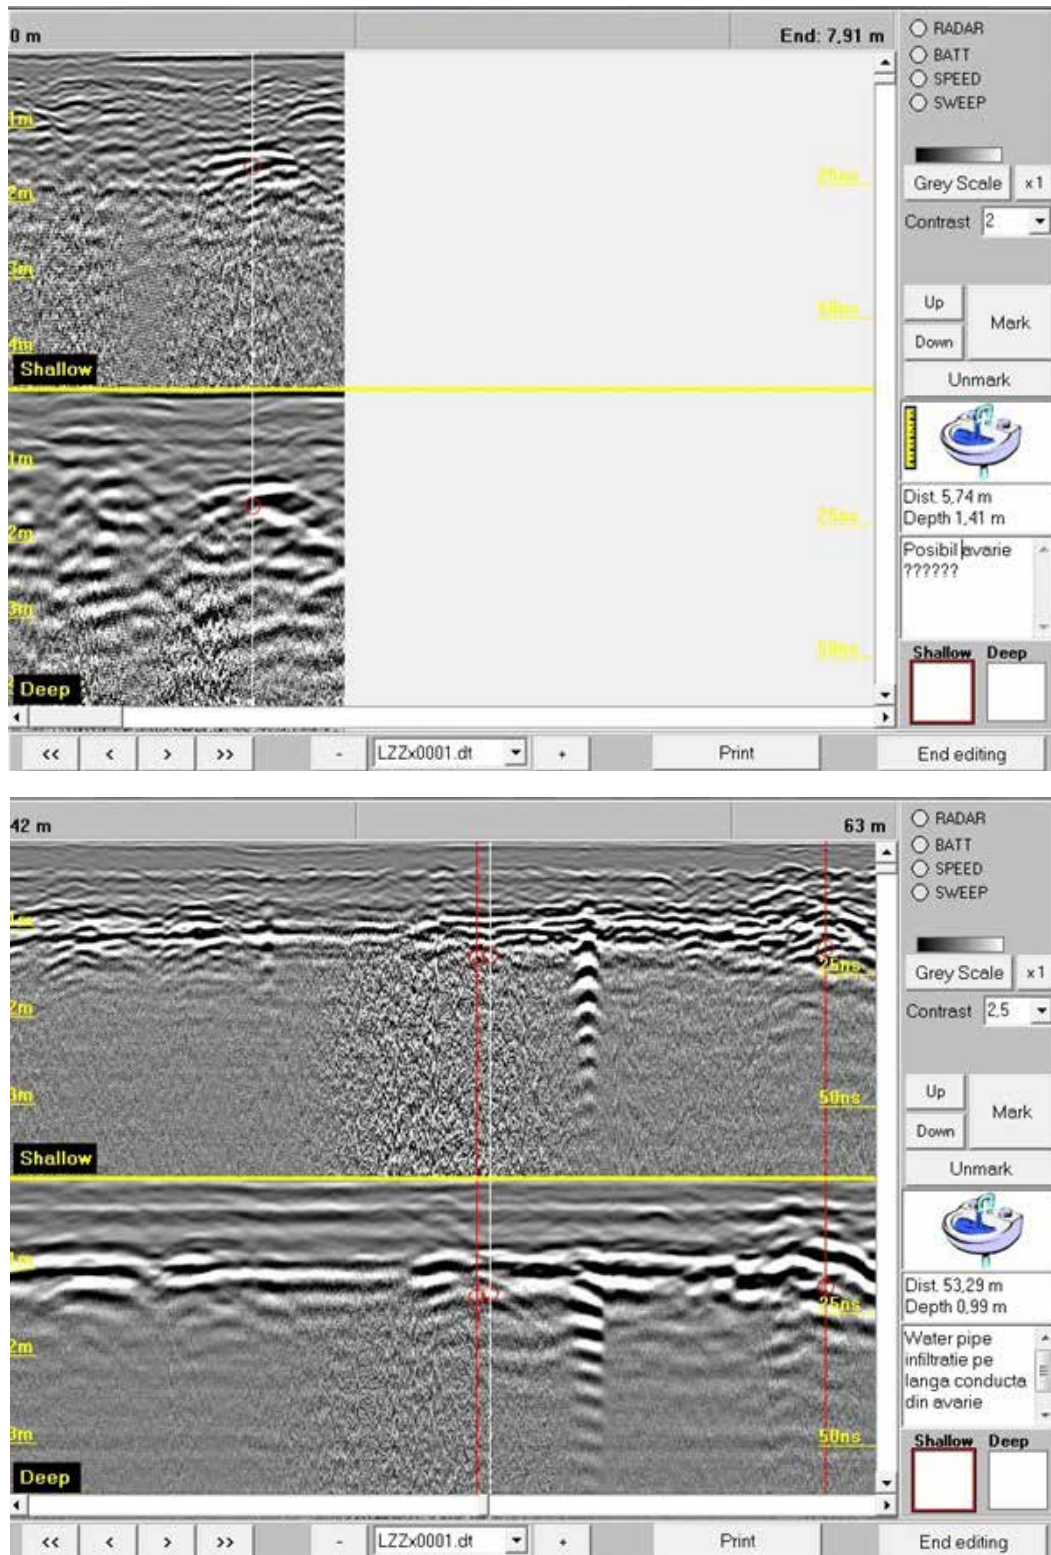 0 m
End: 7,91 m
RADAR
BATT
SPEED
SWEEP
1m
2m
3m
4m
25ns
50ns
Shallow
Grey Scale
x1
Contrast
2
Up
Down
Mark
Unmark
1m
2m
3m
25ns
50ns
Deep
Dist. 5,74 m
Depth 1,41 m
Posibil avarie
??????
Shallow
Deep
<<
<
>
>>
-
LZZx0001.dt
+
Print
End editing
42 m
63 m
RADAR
BATT
SPEED
SWEEP
1m
2m
3m
25ns
50ns
Shallow
Grey Scale
x1
Contrast
2,5
Up
Down
Mark
Unmark
1m
2m
3m
25ns
50ns
Deep
Dist. 53,29 m
Depth 0,99 m
Water pipe
infiltratie pe
langa conducta
din avarie
Shallow
Deep
<<
<
>
>>
-
LZZx0001.dt
+
Print
End editing